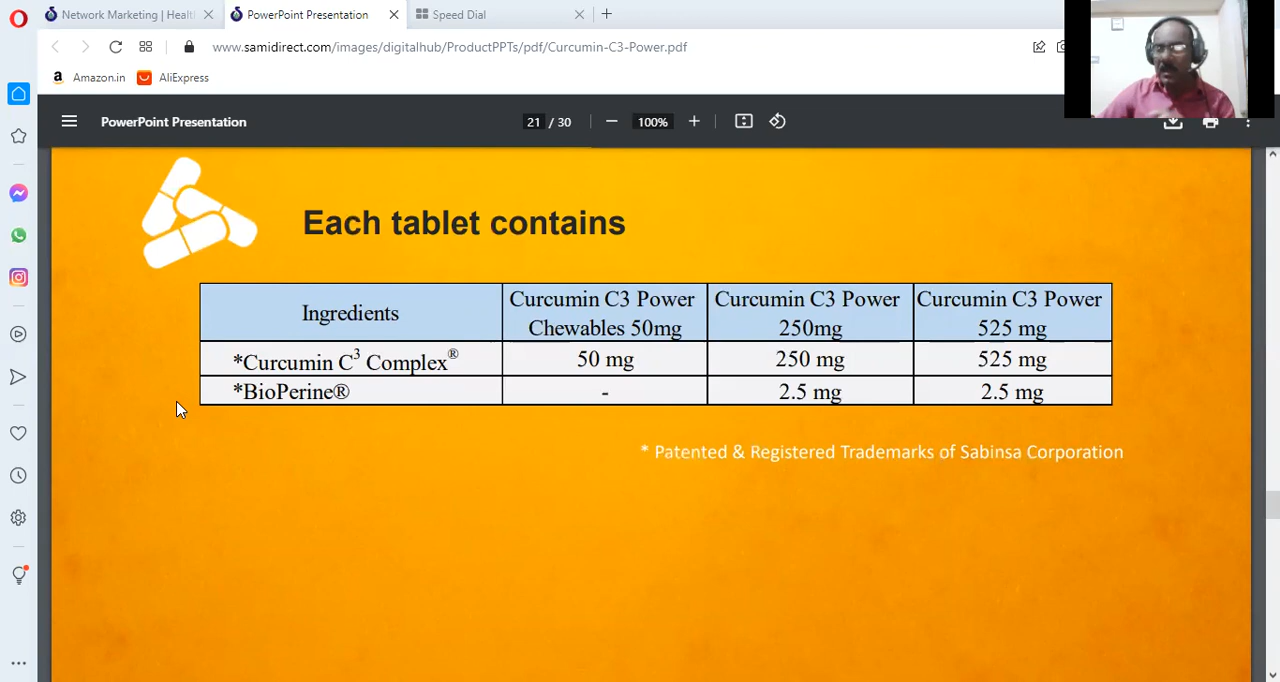 Network Marketing | Healt
PowerPoint Presentation
Speed Dial
www.samidirect.com/images/digitalhub/ProductPPTs/pdf/Curcumin-C3-Power.pdf
Amazon.in
AliExpress
PowerPoint Presentation
21 / 30
100%
Each tablet contains
Ingredients
Curcumin C3 Power
Chewables 50mg
Curcumin C3 Power
250mg
Curcumin C3 Power
525 mg
*Curcumin C³ Complex®
50 mg
250 mg
525 mg
*BioPerine®
-
2.5 mg
2.5 mg
* Patented & Registered Trademarks of Sabinsa Corporation